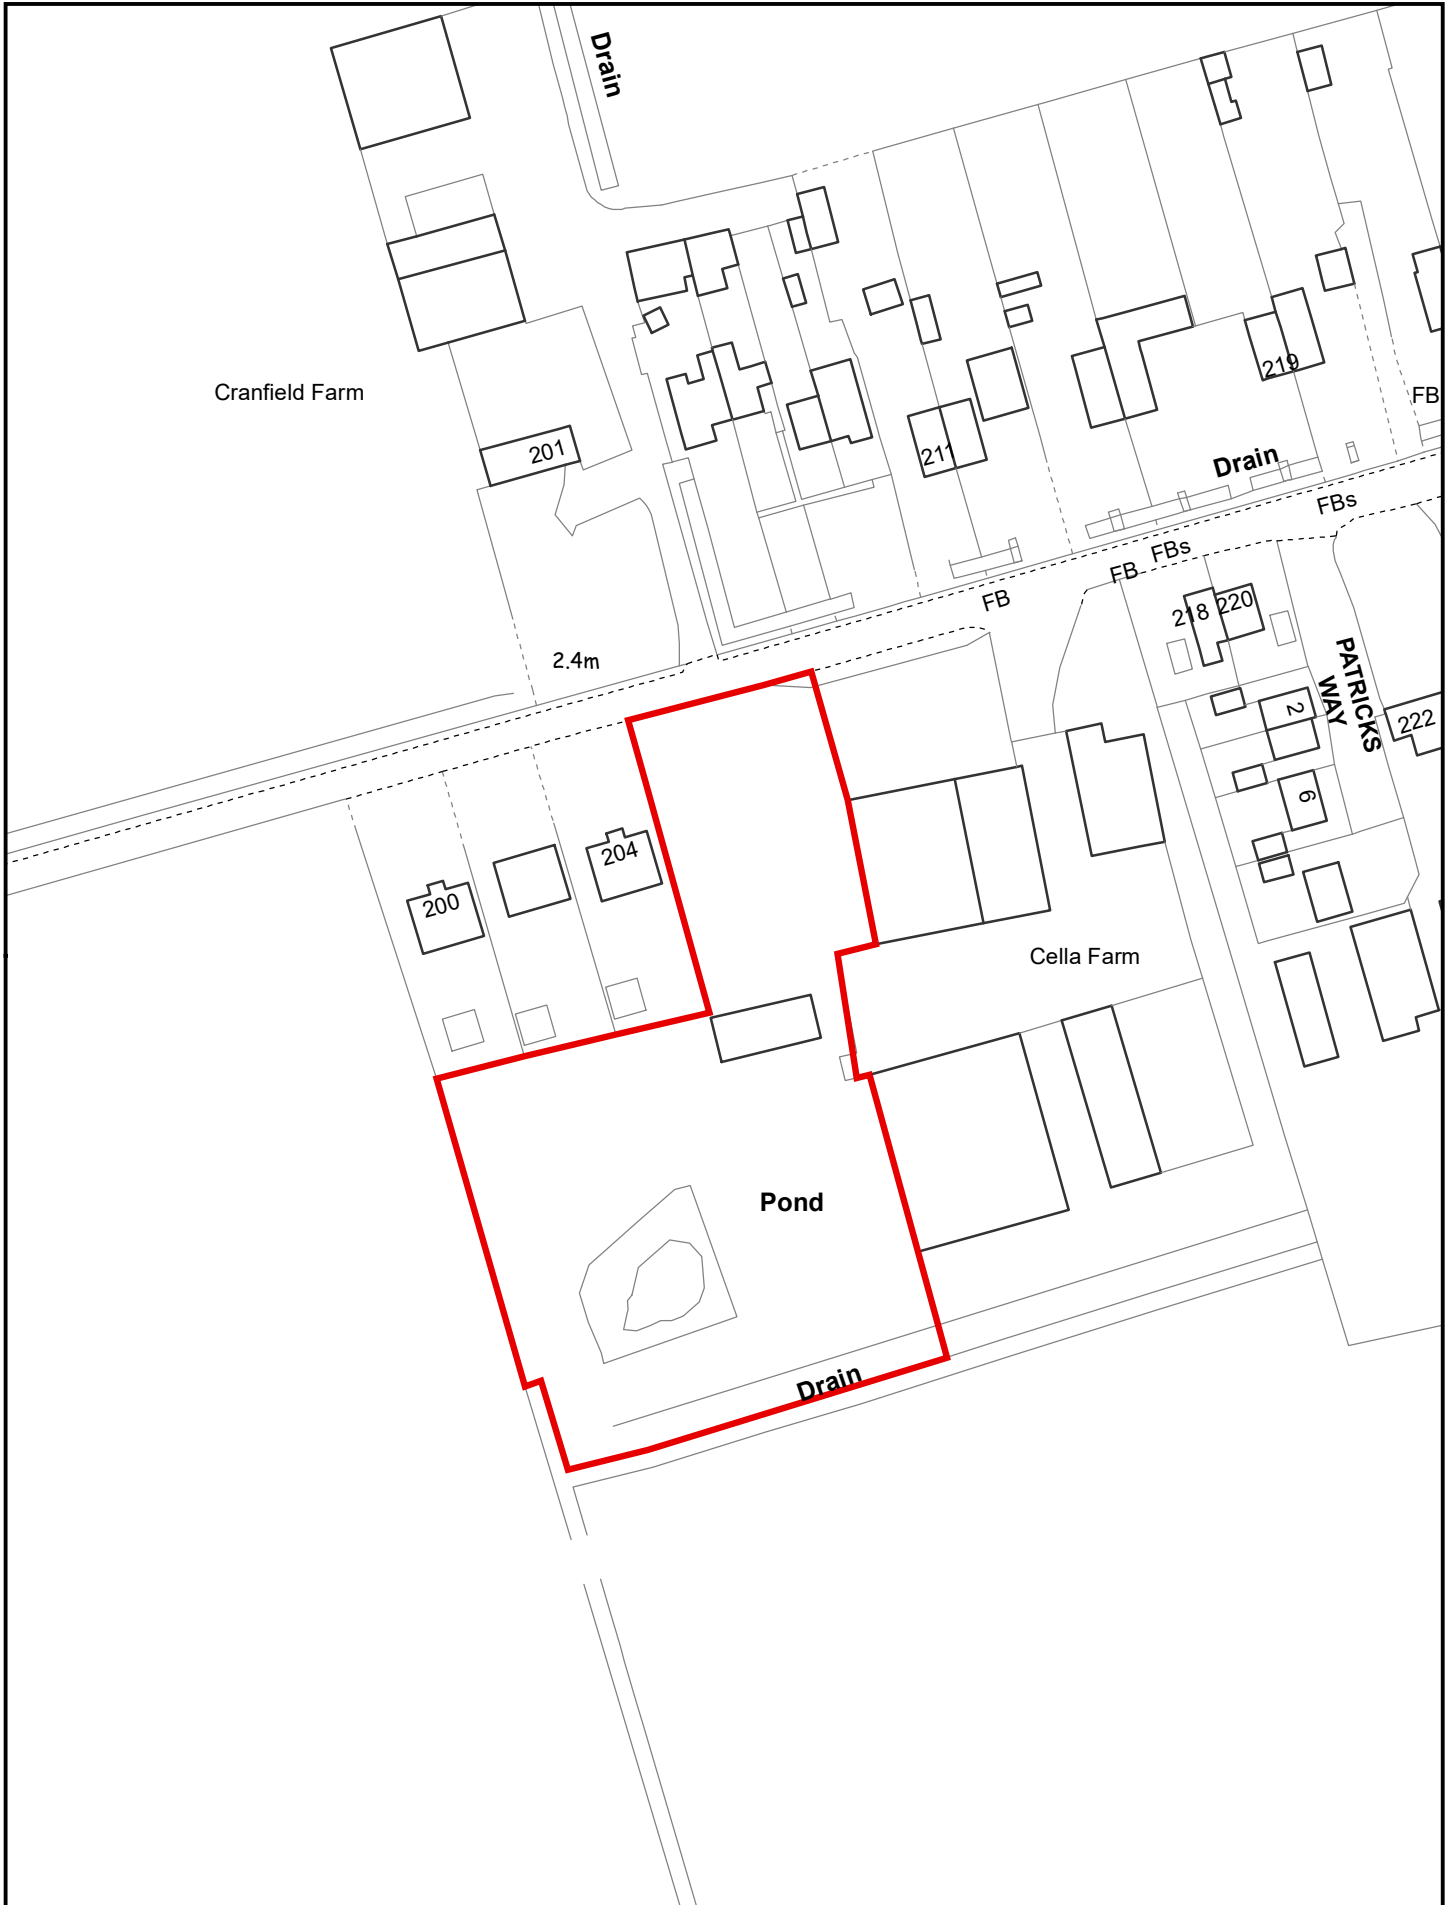 Drain
219
Cranfield Farm
FB
201
211
Drain
FBs
FBs
FB
FB
218
220
2.4m
PATRICKS
WAY
2
222
6
204
200
Cella Farm
Pond
Drain